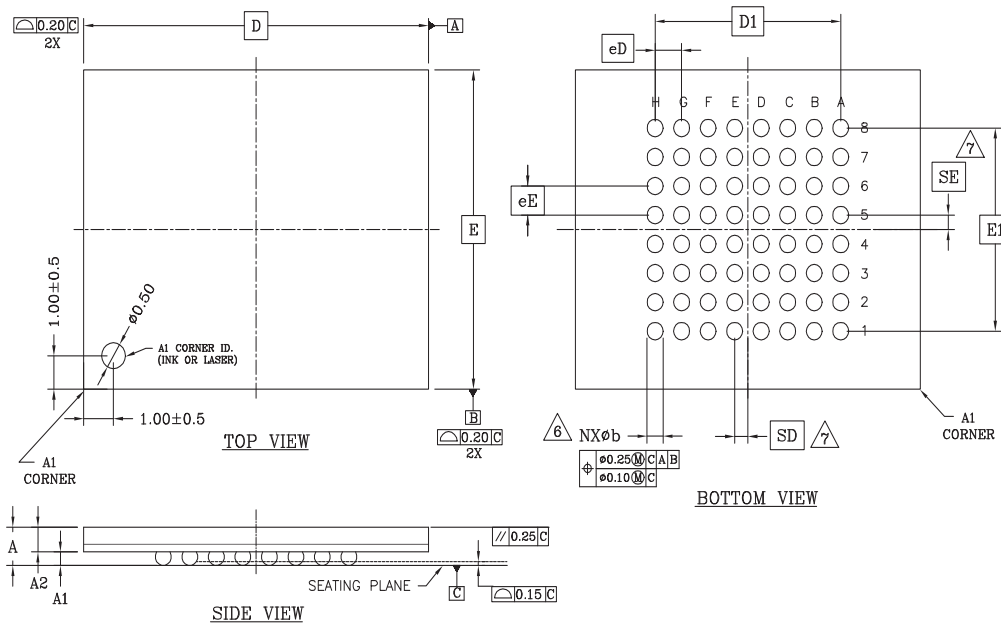 ⌓ 0.20 C
2X
D
A
1.00±0.5
ø0.50
A1 CORNER ID.
(INK OR LASER)
1.00±0.5
E
B
⌓ 0.20 C
2X
A1
CORNER
TOP VIEW
D1
eD
H G F E D C B A
8
7
6
5
4
3
2
1
7
SE
eE
E1
6
NXøb
SD
7
⌖ ø0.25Ⓜ C A B
ø0.10Ⓜ C
A1
CORNER
BOTTOM VIEW
A
A2
A1
// 0.25 C
SEATING PLANE
C
⌓ 0.15 C
SIDE VIEW